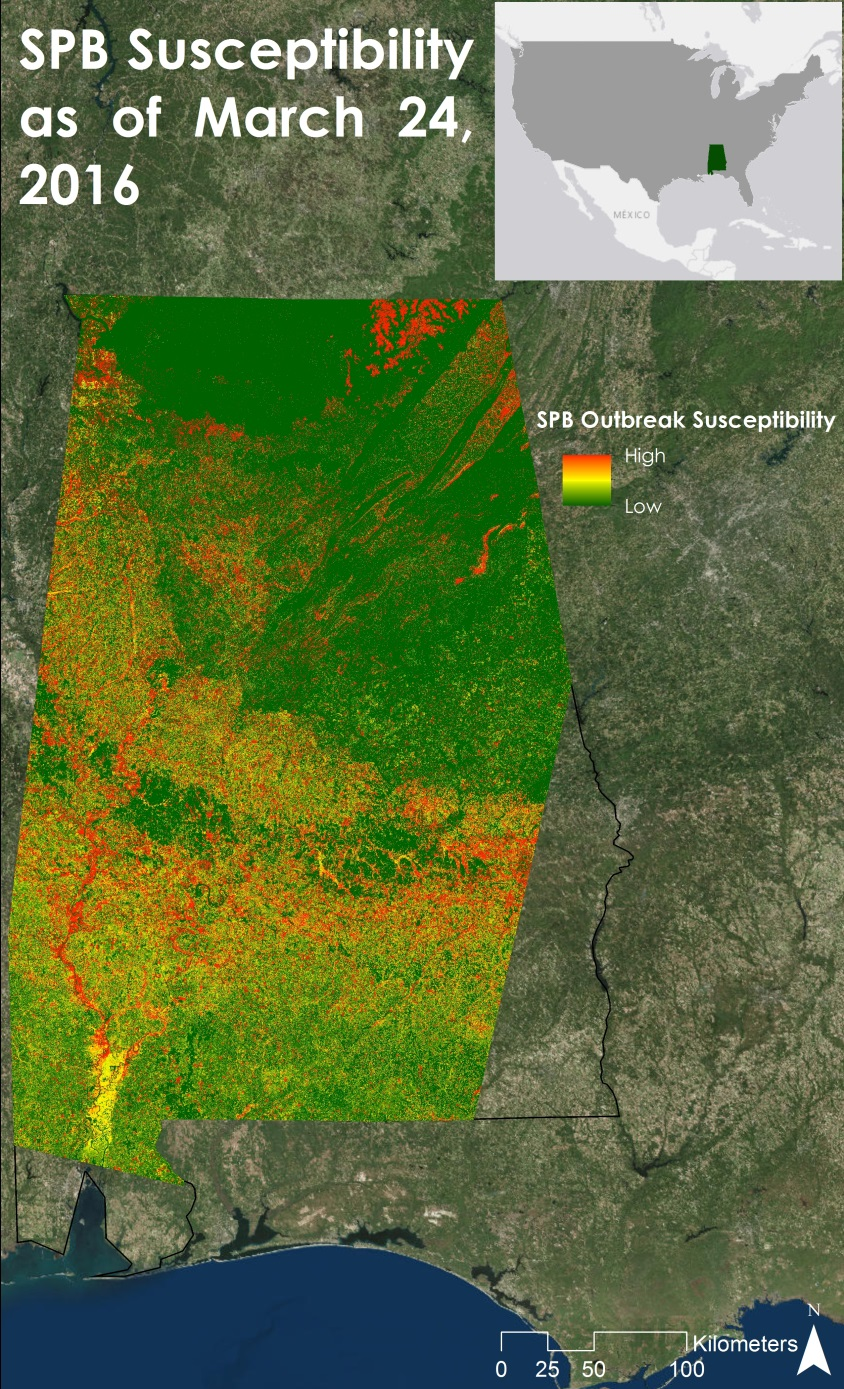 SPB Susceptibility
as of March 24,
2016
MÉXICO
SPB Outbreak Susceptibility
High
Low
N
Kilometers
0 25 50 100